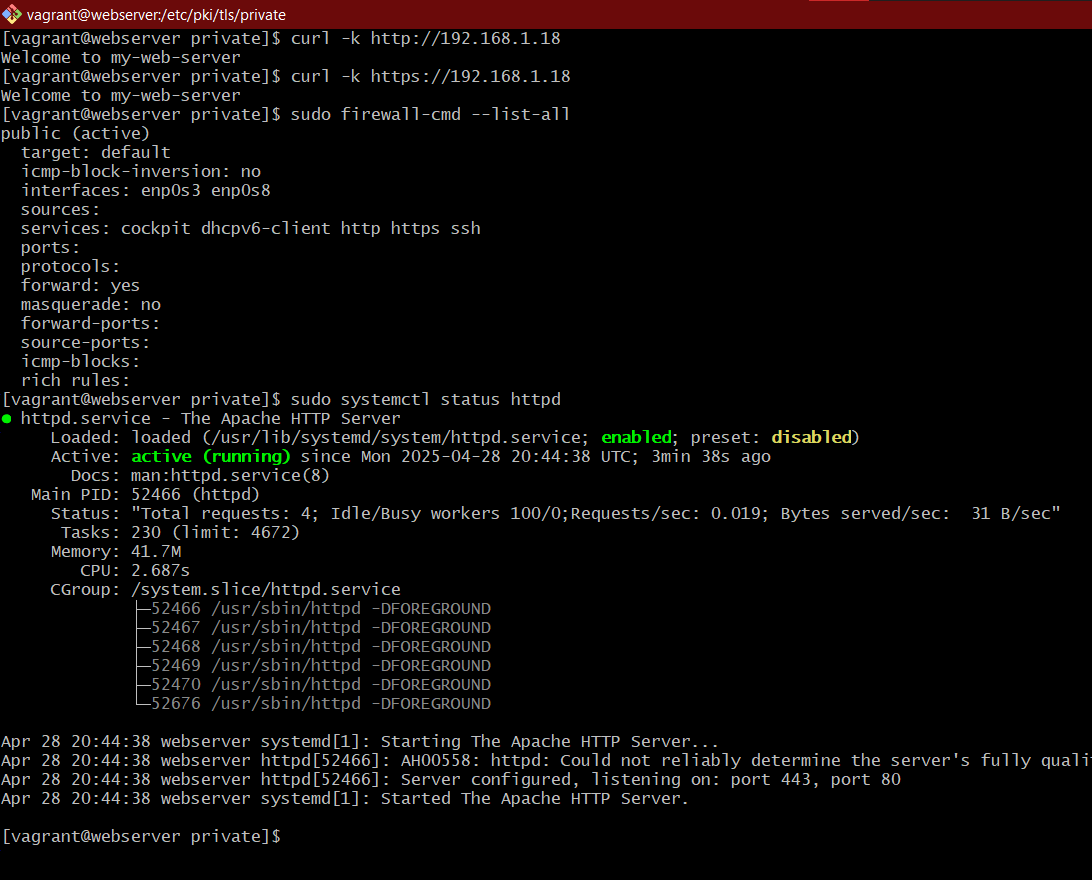 vagrant@webserver:/etc/pki/tls/private
[vagrant@webserver private]$ curl -k http://192.168.1.18
Welcome to my-web-server
[vagrant@webserver private]$ curl -k https://192.168.1.18
Welcome to my-web-server
[vagrant@webserver private]$ sudo firewall-cmd --list-all
public (active)
  target: default
  icmp-block-inversion: no
  interfaces: enp0s3 enp0s8
  sources:
  services: cockpit dhcpv6-client http https ssh
  ports:
  protocols:
  forward: yes
  masquerade: no
  forward-ports:
  source-ports:
  icmp-blocks:
  rich rules:
[vagrant@webserver private]$ sudo systemctl status httpd
● httpd.service - The Apache HTTP Server
     Loaded: loaded (/usr/lib/systemd/system/httpd.service; enabled; preset: disabled)
     Active: active (running) since Mon 2025-04-28 20:44:38 UTC; 3min 38s ago
       Docs: man:httpd.service(8)
   Main PID: 52466 (httpd)
     Status: "Total requests: 4; Idle/Busy workers 100/0;Requests/sec: 0.019; Bytes served/sec:  31 B/sec"
      Tasks: 230 (limit: 4672)
     Memory: 41.7M
        CPU: 2.687s
     CGroup: /system.slice/httpd.service
             ├─52466 /usr/sbin/httpd -DFOREGROUND
             ├─52467 /usr/sbin/httpd -DFOREGROUND
             ├─52468 /usr/sbin/httpd -DFOREGROUND
             ├─52469 /usr/sbin/httpd -DFOREGROUND
             ├─52470 /usr/sbin/httpd -DFOREGROUND
             └─52676 /usr/sbin/httpd -DFOREGROUND
Apr 28 20:44:38 webserver systemd[1]: Starting The Apache HTTP Server...
Apr 28 20:44:38 webserver httpd[52466]: AH00558: httpd: Could not reliably determine the server's fully quali
Apr 28 20:44:38 webserver httpd[52466]: Server configured, listening on: port 443, port 80
Apr 28 20:44:38 webserver systemd[1]: Started The Apache HTTP Server.
[vagrant@webserver private]$